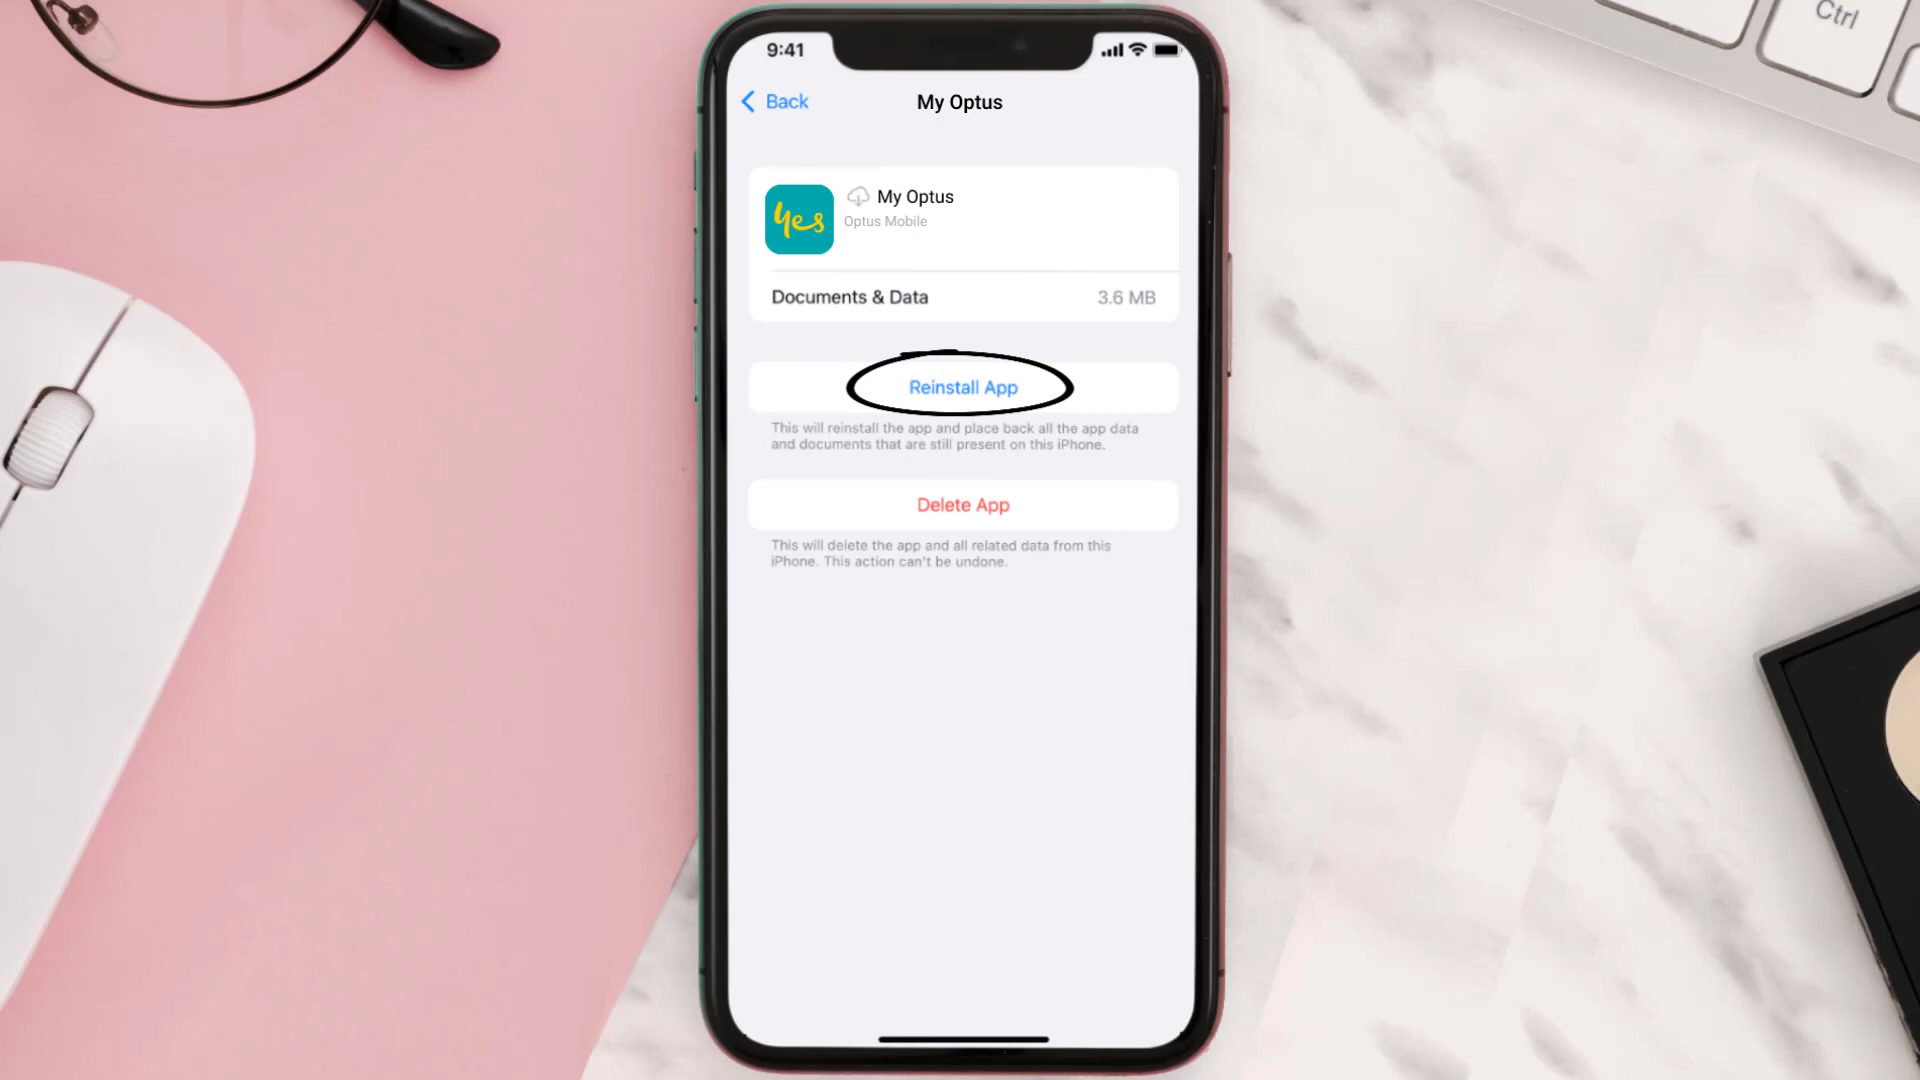 Ctrl
9:41
Back
My Optus
yes
My Optus
Optus Mobile
Documents & Data 3.6 MB
Reinstall App
This will reinstall the app and place back all the app data
and documents that are still present on this iPhone.
Delete App
This will delete the app and all related data from this
iPhone. This action can't be undone.